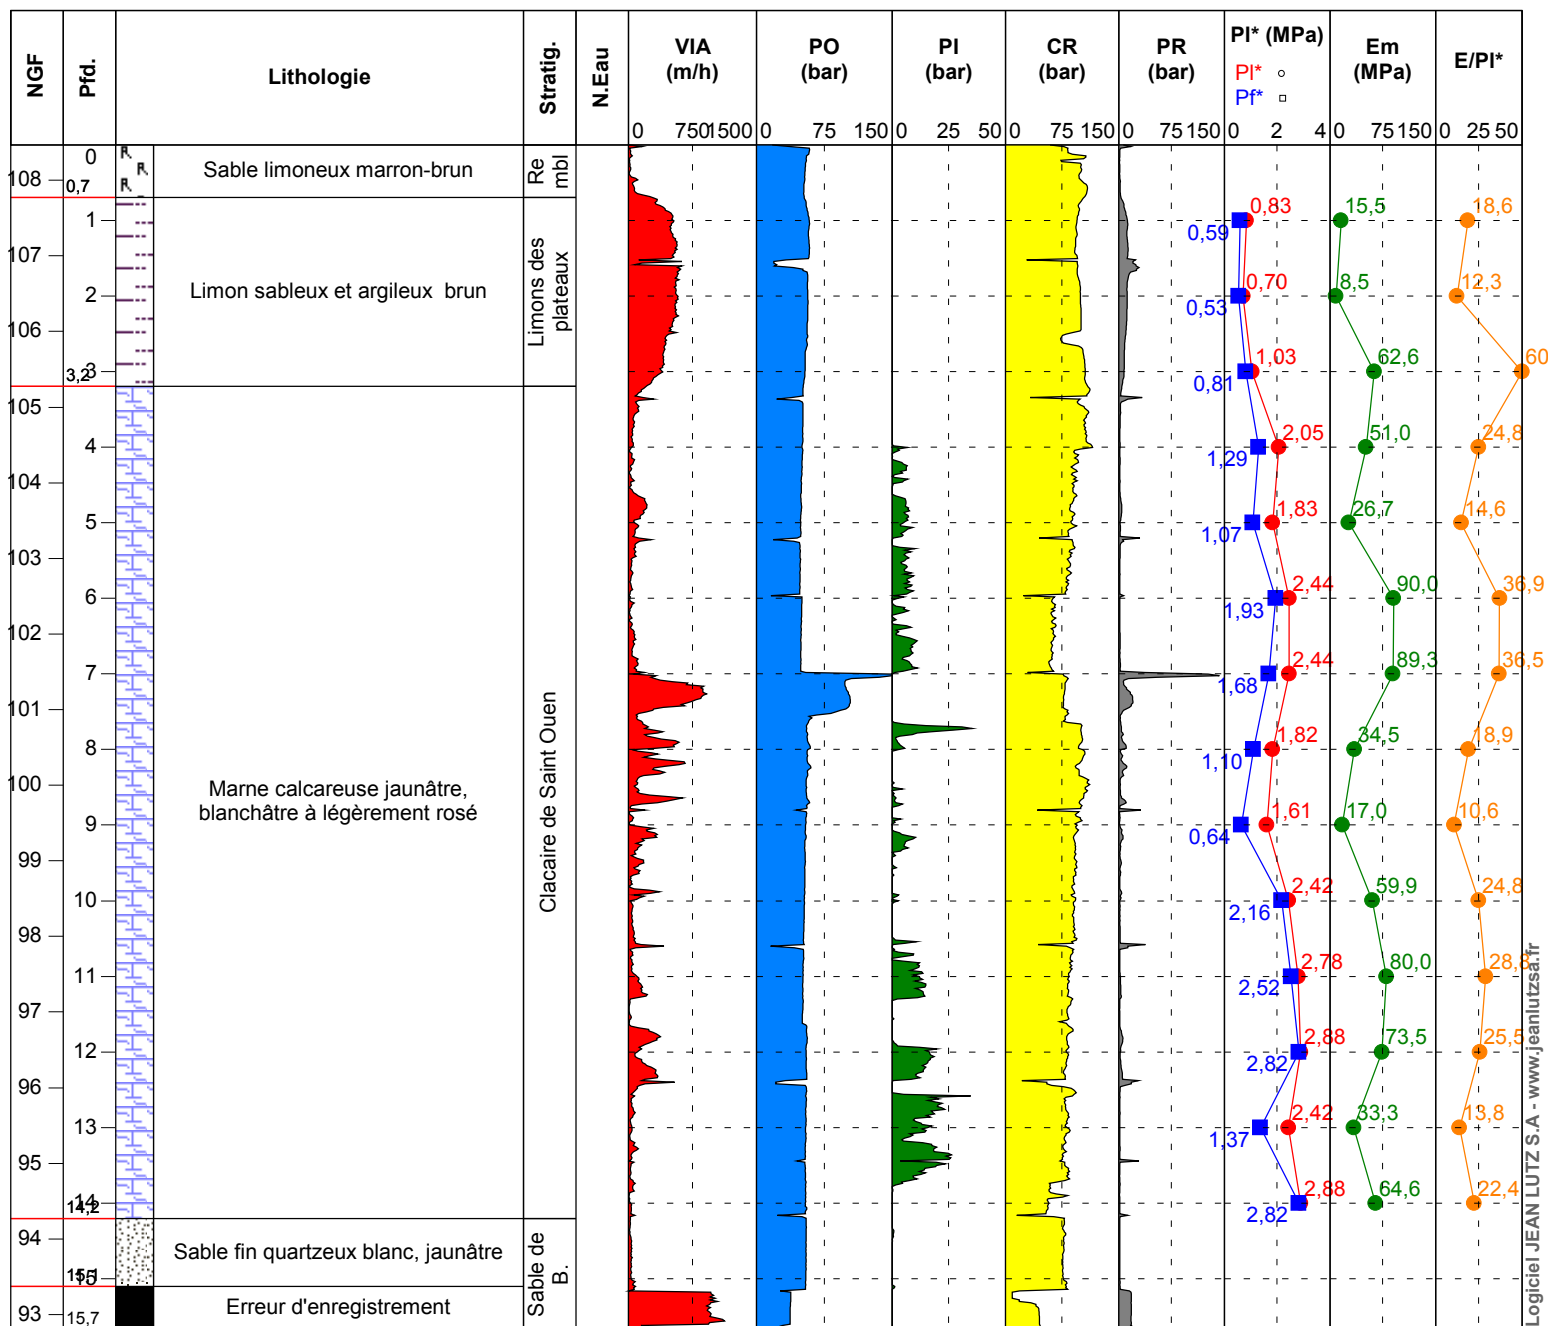 NGF Pfd. Lithologie Stratig. N.Eau VIA (m/h) PO (bar) PI (bar) CR (bar) PR (bar) Pl* (MPa) Em (MPa) E/Pl*
Pl*
Pf*
0 750 1500 0 75 150 0 25 50 0 75 150 0 75 150 0 2 4 0 75 150 0 25 50
0
R R R
Sable limoneux marron-brun
Re mbl
108
0,7
1
0,83 15,5 18,6
0,59
107
Limon sableux et argileux brun
Limons des plateaux
2
0,70 8,5 12,3
0,53
106
3
3,2
1,03 62,6 60
0,81
105
4
2,05 51,0 24,8
1,29
104
5
1,83 26,7 14,6
1,07
103
6
2,44 90,0 36,9
1,93
102
7
2,44 89,3 36,5
1,68
101
8
1,82 34,5 18,9
1,10
100
Marne calcareuse jaunâtre,
blanchâtre à légèrement rosé
Clacaire de Saint Ouen
9
1,61 17,0 10,6
0,64
99
10
2,42 59,9 24,8
2,16
98
11
2,78 80,0 28,8
2,52
97
12
2,88 73,5 25,5
2,82
96
13
2,42 33,3 13,8
1,37
95
14
14,2
2,88 64,6 22,4
2,82
94
Sable fin quartzeux blanc, jaunâtre
Sable de B.
15
15,1
93
15,7
Erreur d'enregistrement
Logiciel JEAN LUTZ S.A - www.jeanlutzsa.fr